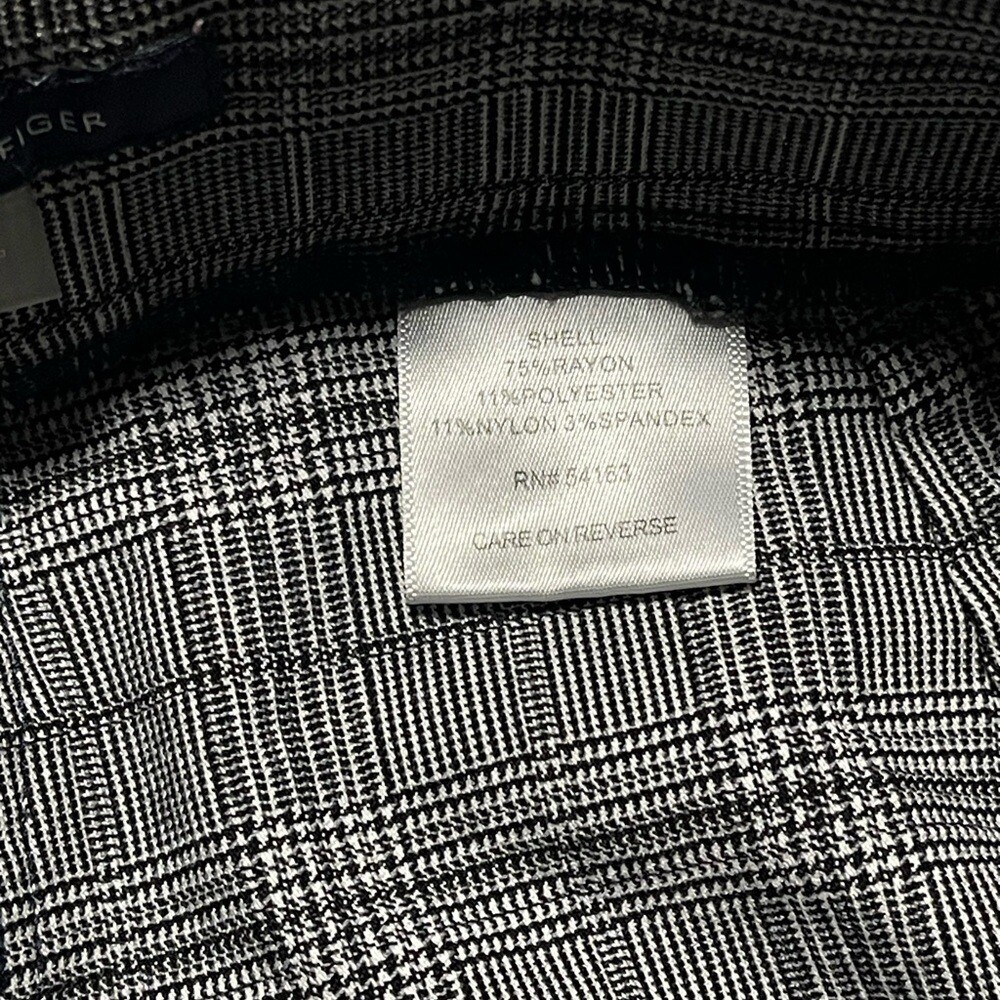 FIGER
SHELL:
75%RAYON
11%POLYESTER
11%NYLON 3%SPANDEX
RN# 54163
CARE ON REVERSE